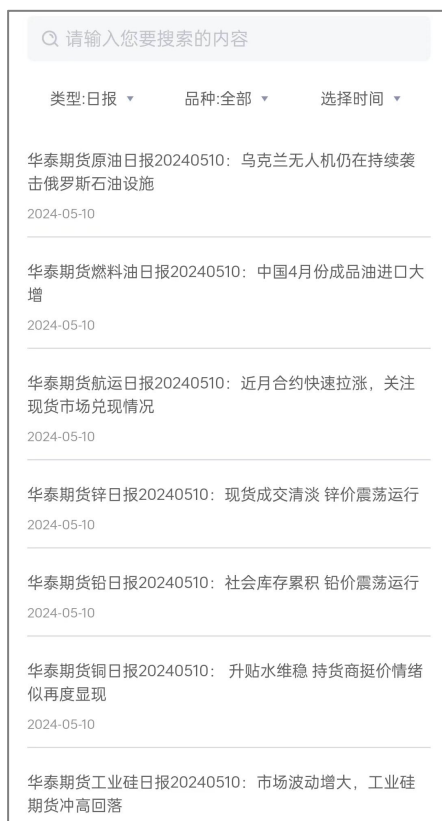 请输入您要搜索的内容
类型:日报 品种:全部 选择时间
华泰期货原油日报20240510：乌克兰无人机仍在持续袭
击俄罗斯石油设施
2024-05-10
华泰期货燃料油日报20240510：中国4月份成品油进口大
增
2024-05-10
华泰期货航运日报20240510：近月合约快速拉涨，关注
现货市场兑现情况
2024-05-10
华泰期货锌日报20240510：现货成交清淡 锌价震荡运行
2024-05-10
华泰期货铅日报20240510：社会库存累积 铅价震荡运行
2024-05-10
华泰期货铜日报20240510： 升贴水维稳 持货商挺价情绪
似再度显现
2024-05-10
华泰期货工业硅日报20240510：市场波动增大，工业硅
期货冲高回落